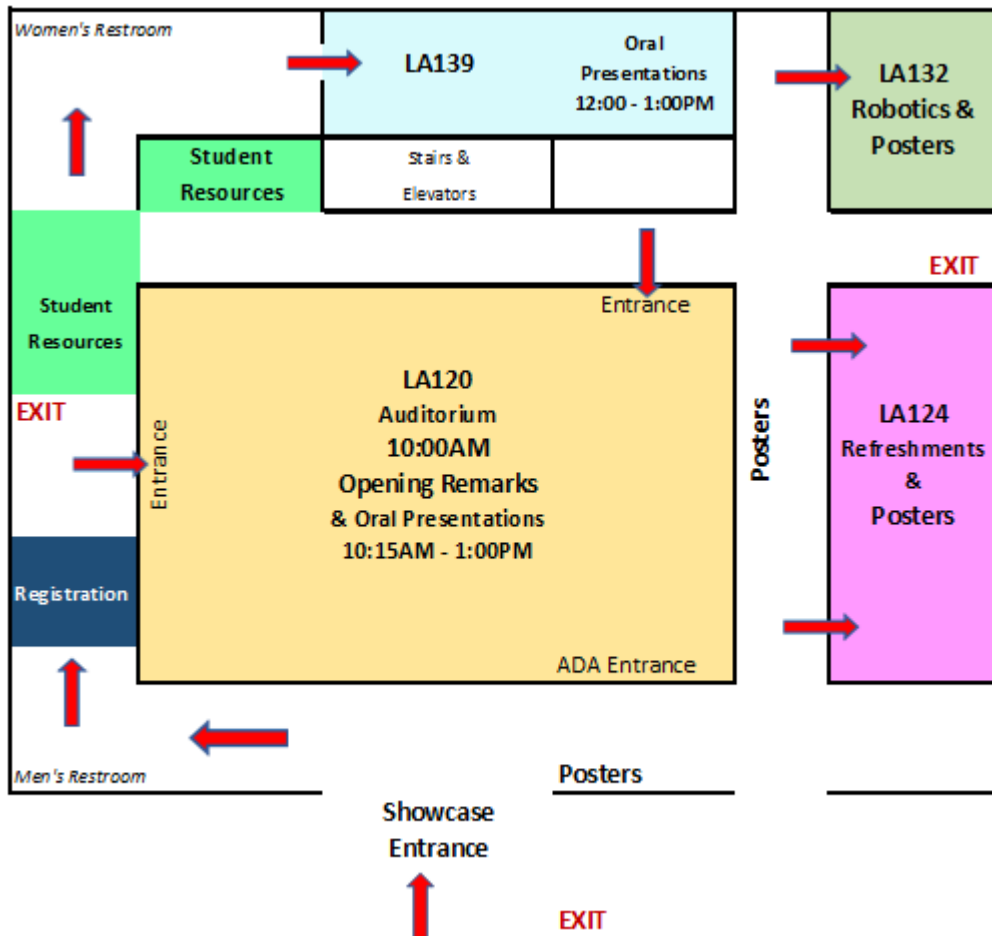 Women's Restroom
LA139
Oral
Presentations
12:00 - 1:00PM
LA132
Robotics &
Posters
Student
Resources
Stairs &
Elevators
EXIT
Student
Resources
EXIT
Entrance
Entrance
LA120
Auditorium
10:00AM
Opening Remarks
& Oral Presentations
10:15AM - 1:00PM
Posters
LA124
Refreshments
&
Posters
Registration
ADA Entrance
Men's Restroom
Posters
Showcase
Entrance
EXIT